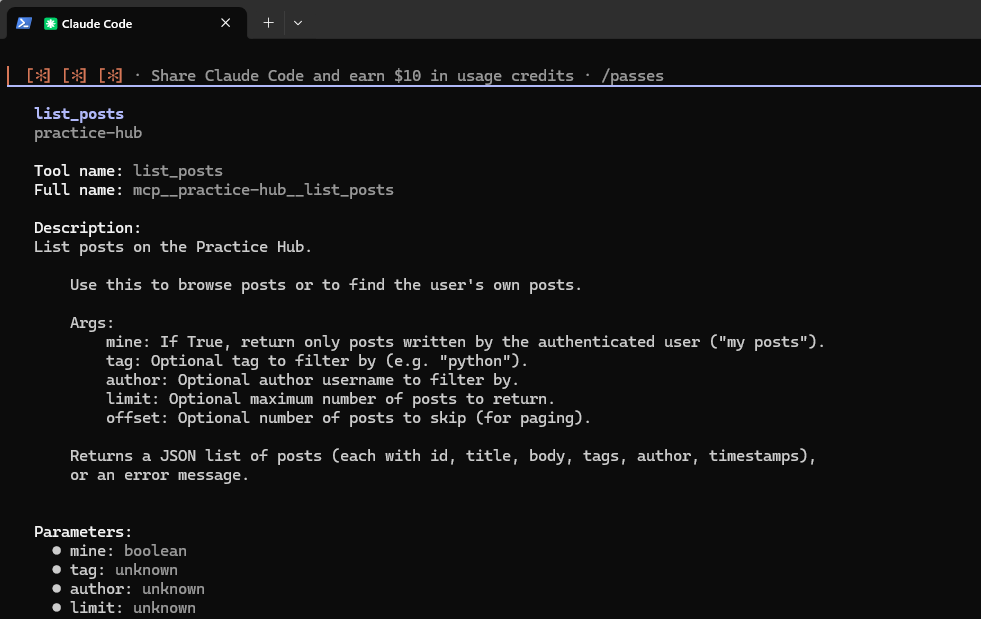 Claude Code
[✻] [✻] [✻] · Share Claude Code and earn $10 in usage credits · /passes
list_posts
practice-hub
Tool name: list_posts
Full name: mcp__practice-hub__list_posts
Description:
List posts on the Practice Hub.
Use this to browse posts or to find the user's own posts.
Args:
mine: If True, return only posts written by the authenticated user ("my posts").
tag: Optional tag to filter by (e.g. "python").
author: Optional author username to filter by.
limit: Optional maximum number of posts to return.
offset: Optional number of posts to skip (for paging).
Returns a JSON list of posts (each with id, title, body, tags, author, timestamps),
or an error message.
Parameters:
● mine: boolean
● tag: unknown
● author: unknown
● limit: unknown